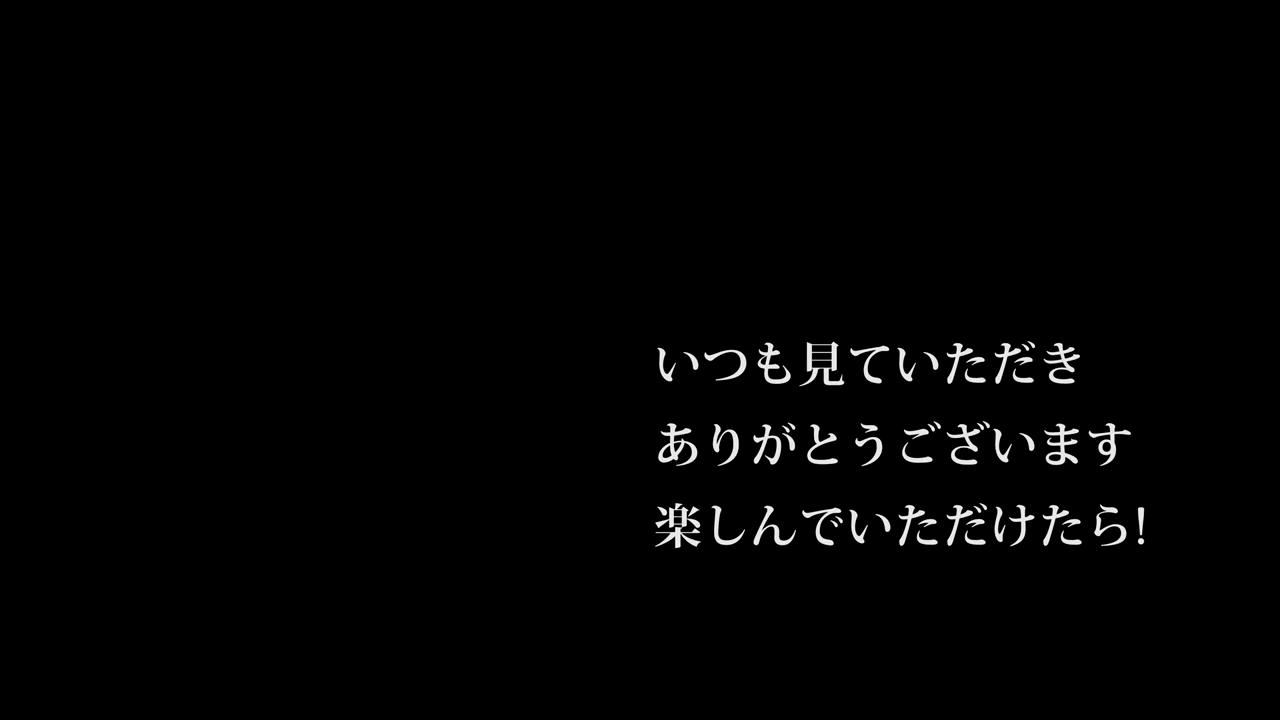 いつも見ていただき
ありがとうございます
楽しんでいただけたら!